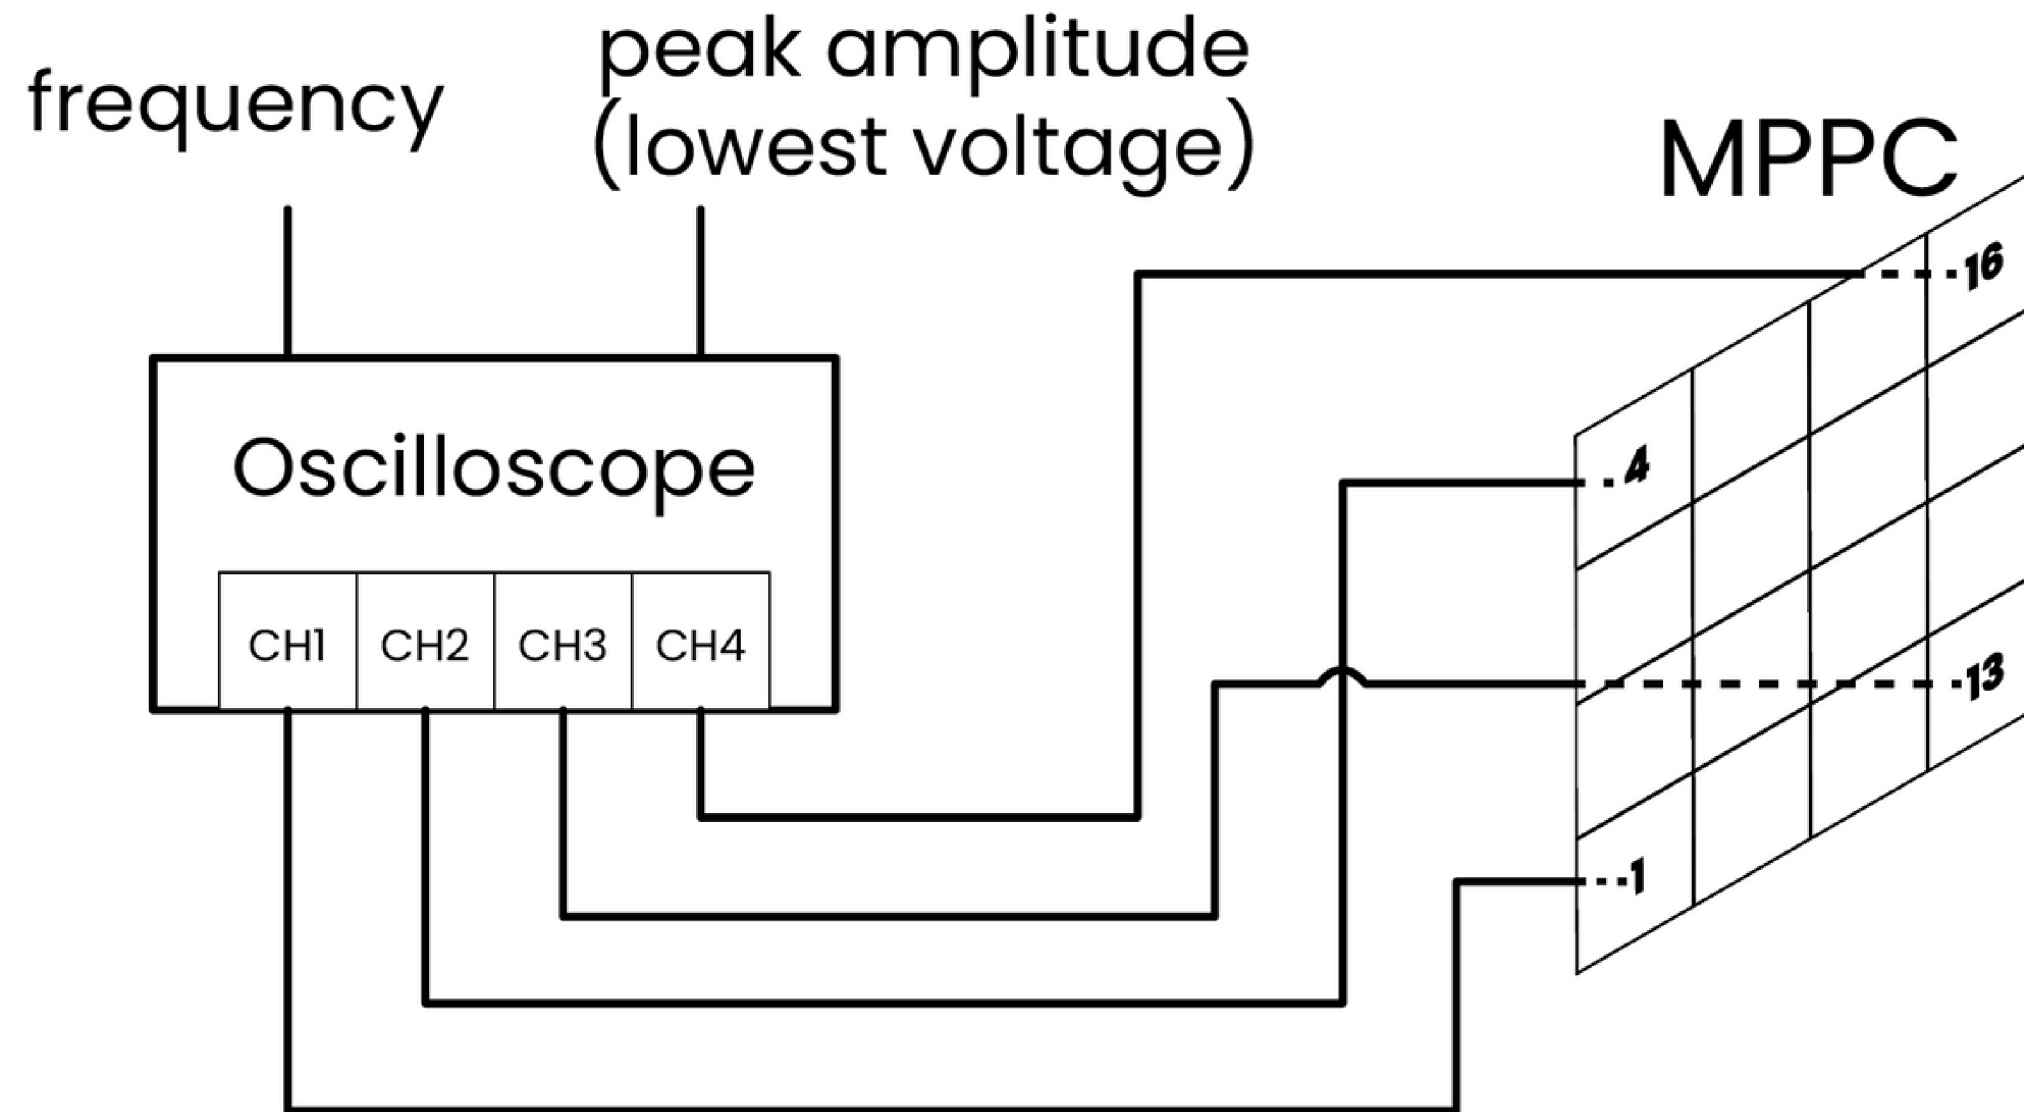 frequency
peak amplitude
(lowest voltage)
MPPC
16
Oscilloscope
4
CH1 CH2 CH3 CH4
13
1